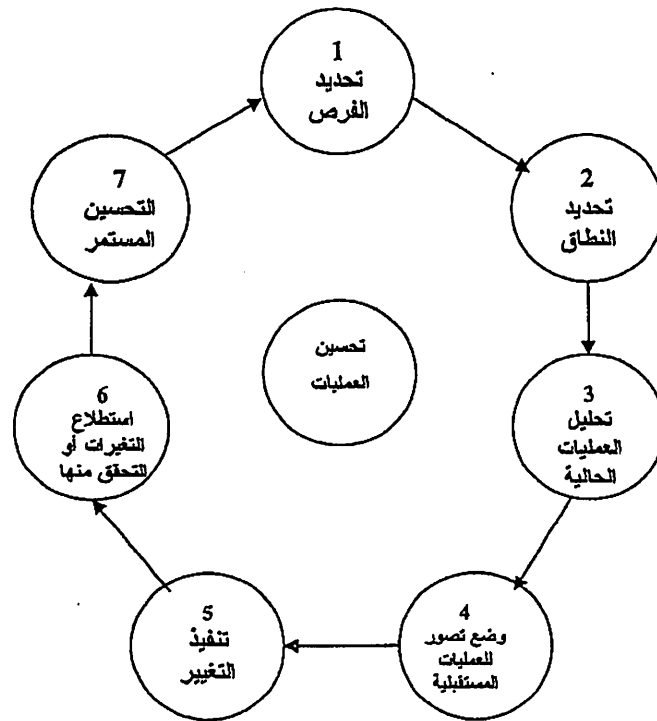 1
تحديد
الفرص
2
تحديد
النطاق
3
تحليل
العمليات
الحالية
4
وضع تصور
للعمليات
المستقبلية
5
تنفيذ
التغيير
6
استطلاع
للتغيرات أو
للتحقق منها
7
التحسين
المستمر
تحسين
العمليات